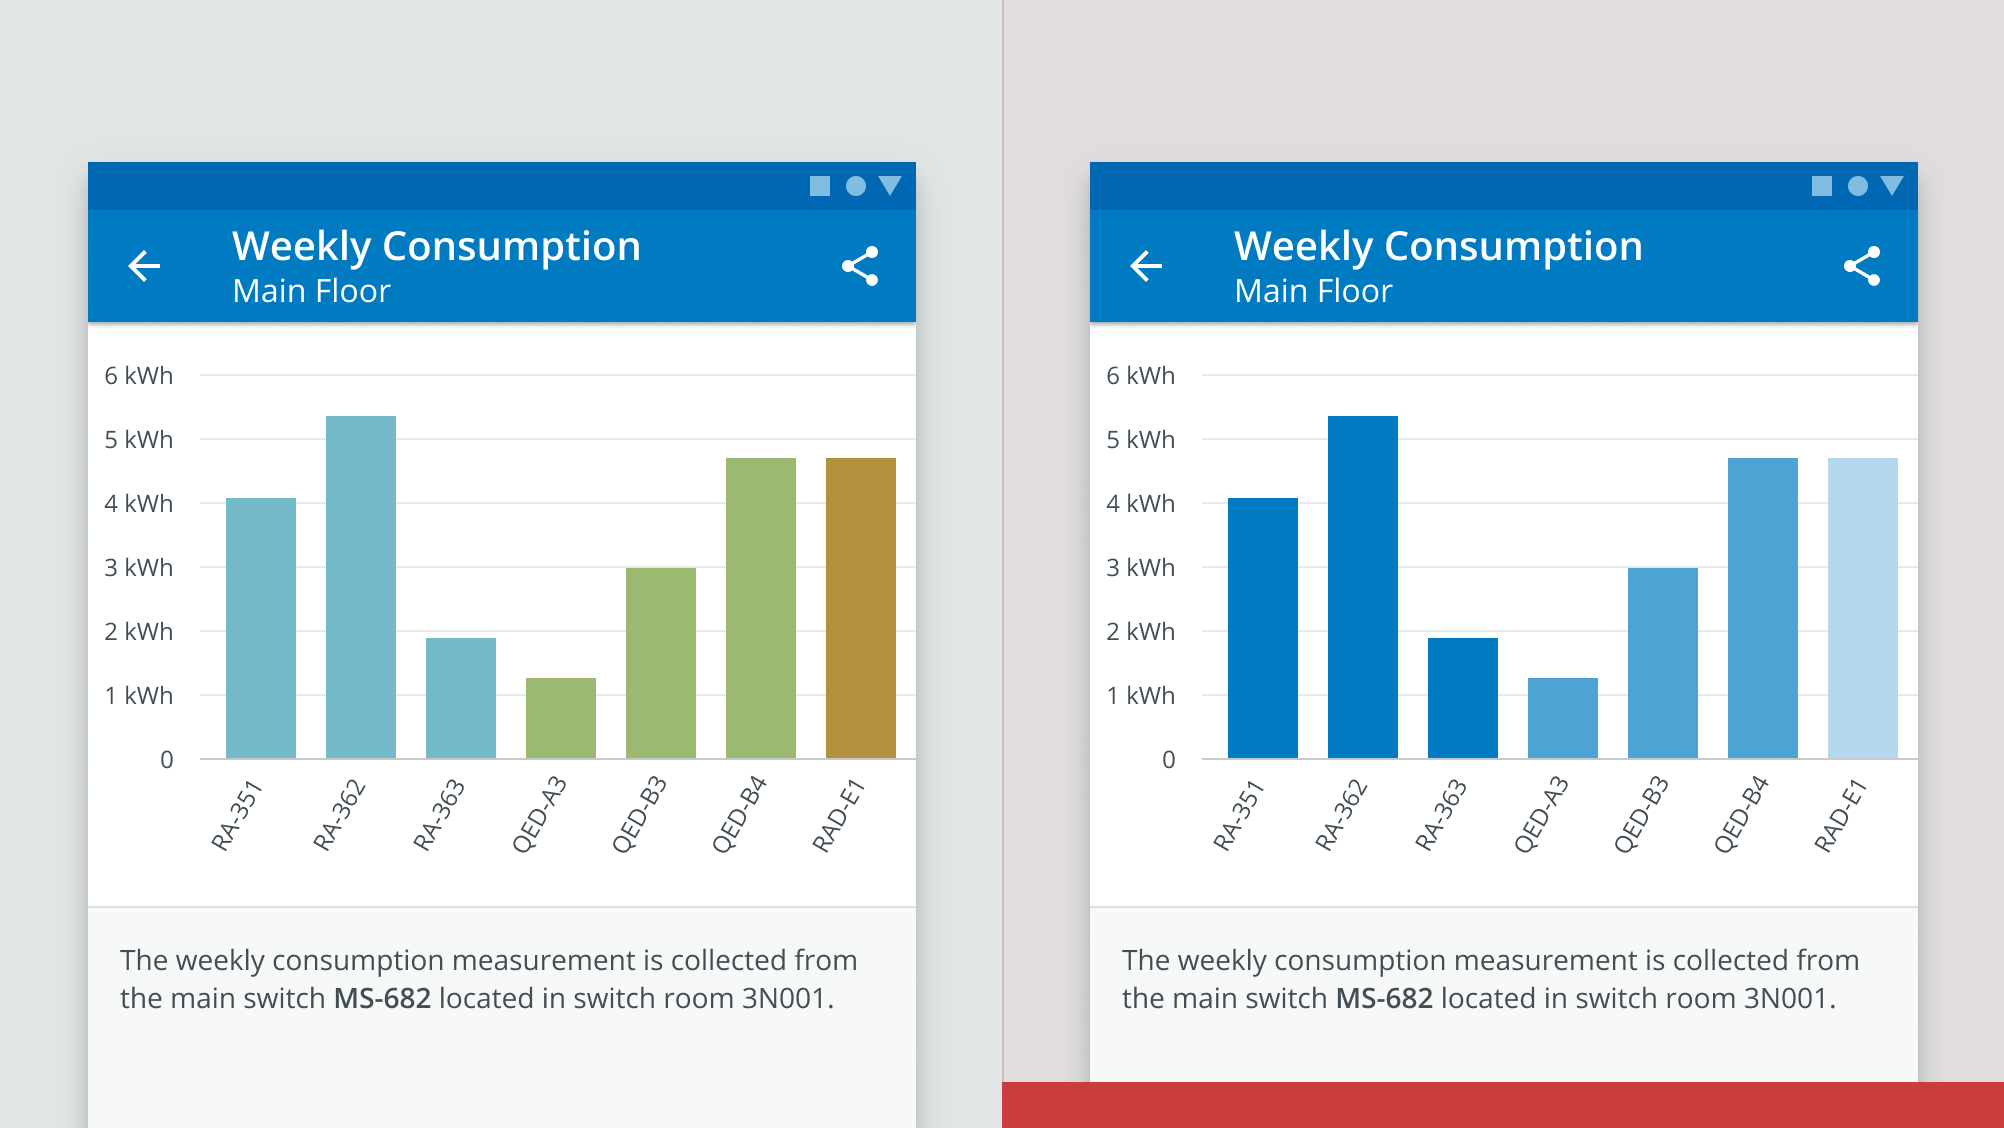 Weekly Consumption
Main Floor
6 kWh
5 kWh
4 kWh
3 kWh
2 kWh
1 kWh
0
RA-351
RA-362
RA-363
QED-A3
QED-B3
QED-B4
RAD-E1
The weekly consumption measurement is collected from
the main switch MS-682 located in switch room 3N001.
Weekly Consumption
Main Floor
6 kWh
5 kWh
4 kWh
3 kWh
2 kWh
1 kWh
0
RA-351
RA-362
RA-363
QED-A3
QED-B3
QED-B4
RAD-E1
The weekly consumption measurement is collected from
the main switch MS-682 located in switch room 3N001.